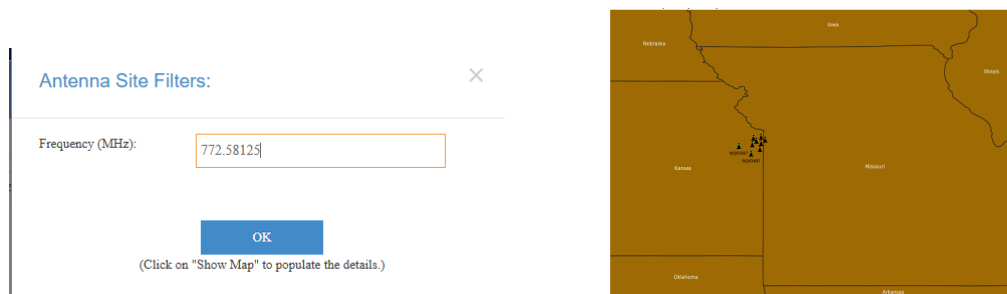 Antenna Site Filters:
×
Frequency (MHz):
772.58125
OK
(Click on "Show Map" to populate the details.)
Iowa
Nebraska
Illinois
Kansas
Missouri
Oklahoma
Arkansas